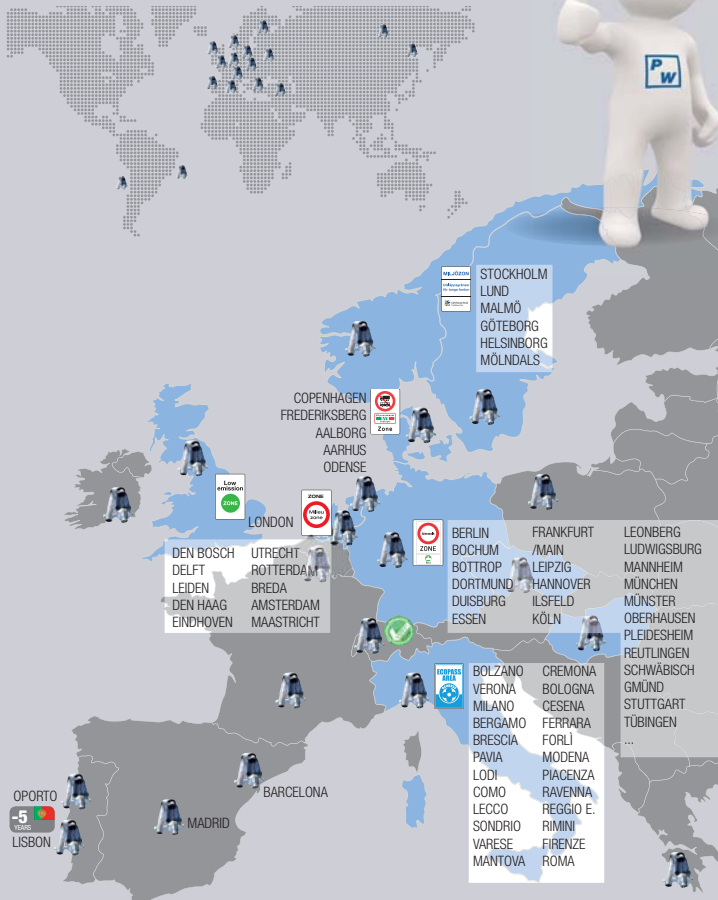 P
W
MILJÖZON
STOCKHOLM
LUND
MALMÖ
GÖTEBORG
HELSINBORG
MÖLNDALS
COPENHAGEN
FREDERIKSBERG
AALBORG
AARHUS
ODENSE
Zone
Low
emission
ZONE
LONDON
ZONE
Milieu
zone
DEN BOSCH
DELFT
LEIDEN
DEN HAAG
EINDHOVEN
UTRECHT
ROTTERDAM
BREDA
AMSTERDAM
MAASTRICHT
ZONE
BERLIN
BOCHUM
BOTTROP
DORTMUND
DUISBURG
ESSEN
FRANKFURT
/MAIN
LEIPZIG
HANNOVER
ILSFELD
KÖLN
LEONBERG
LUDWIGSBURG
MANNHEIM
MÜNCHEN
MÜNSTER
OBERHAUSEN
PLEIDESHEIM
REUTLINGEN
SCHWÄBISCH
GMÜND
STUTTGART
TÜBINGEN
...
ECOPASS
AREA
BOLZANO
VERONA
MILANO
BERGAMO
BRESCIA
PAVIA
LODI
COMO
LECCO
SONDRIO
VARESE
MANTOVA
CREMONA
BOLOGNA
CESENA
FERRARA
FORLÌ
MODENA
PIACENZA
RAVENNA
REGGIO E.
RIMINI
FIRENZE
ROMA
BARCELONA
MADRID
OPORTO
-5
YEARS
LISBON